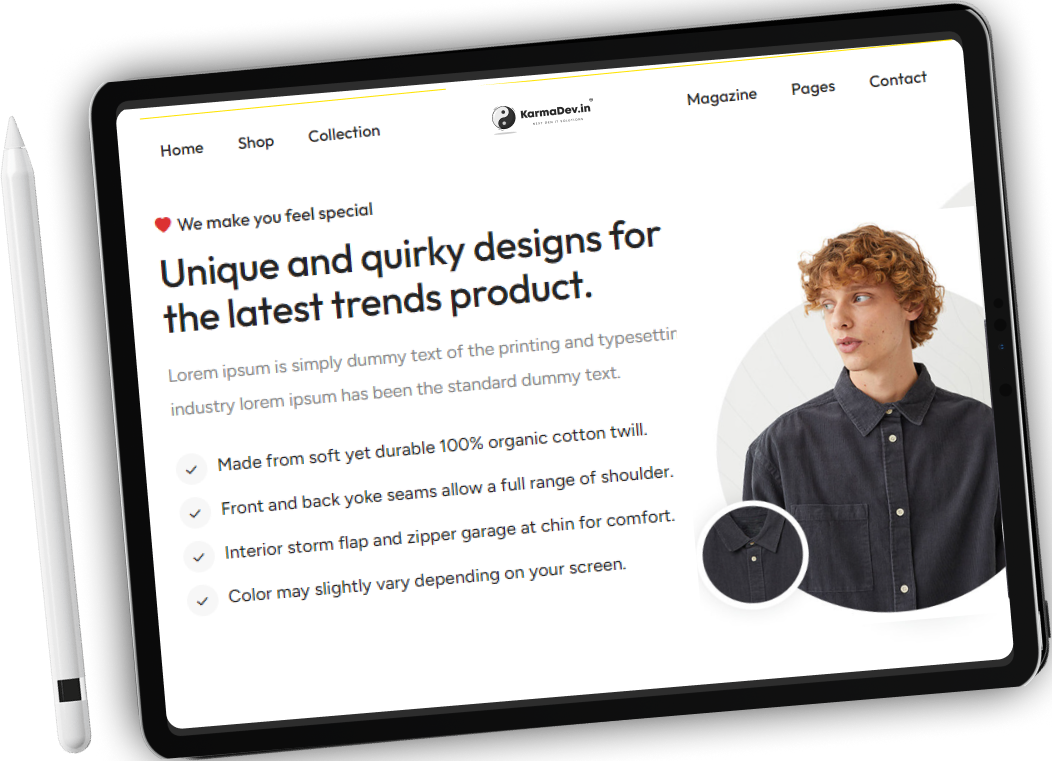 Home Shop Collection
KarmaDev.in
Magazine Pages Contact
We make you feel special
Unique and quirky designs for
the latest trends product.
Lorem ipsum is simply dummy text of the printing and typesettir
industry lorem ipsum has been the standard dummy text.
Made from soft yet durable 100% organic cotton twill.
Front and back yoke seams allow a full range of shoulder.
Interior storm flap and zipper garage at chin for comfort.
Color may slightly vary depending on your screen.